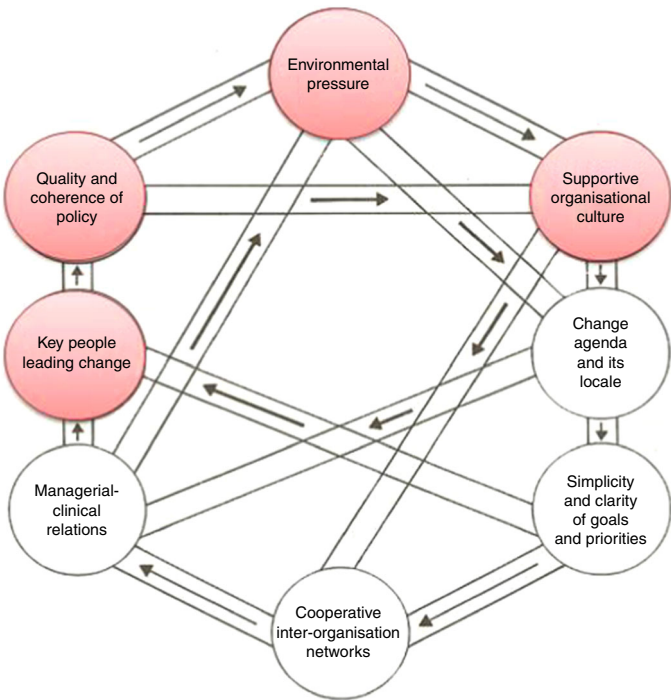 Environmental
pressure
Quality and
coherence of
policy
Supportive
organisational
culture
Key people
leading change
Change
agenda
and its
locale
Managerial-
clinical
relations
Simplicity
and clarity
of goals
and priorities
Cooperative
inter-organisation
networks